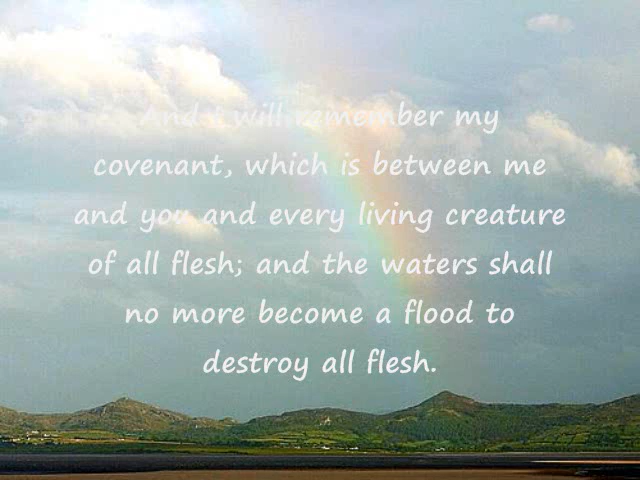 And I will remember my
covenant, which is between me
and you and every living creature
of all flesh; and the waters shall
no more become a flood to
destroy all flesh.